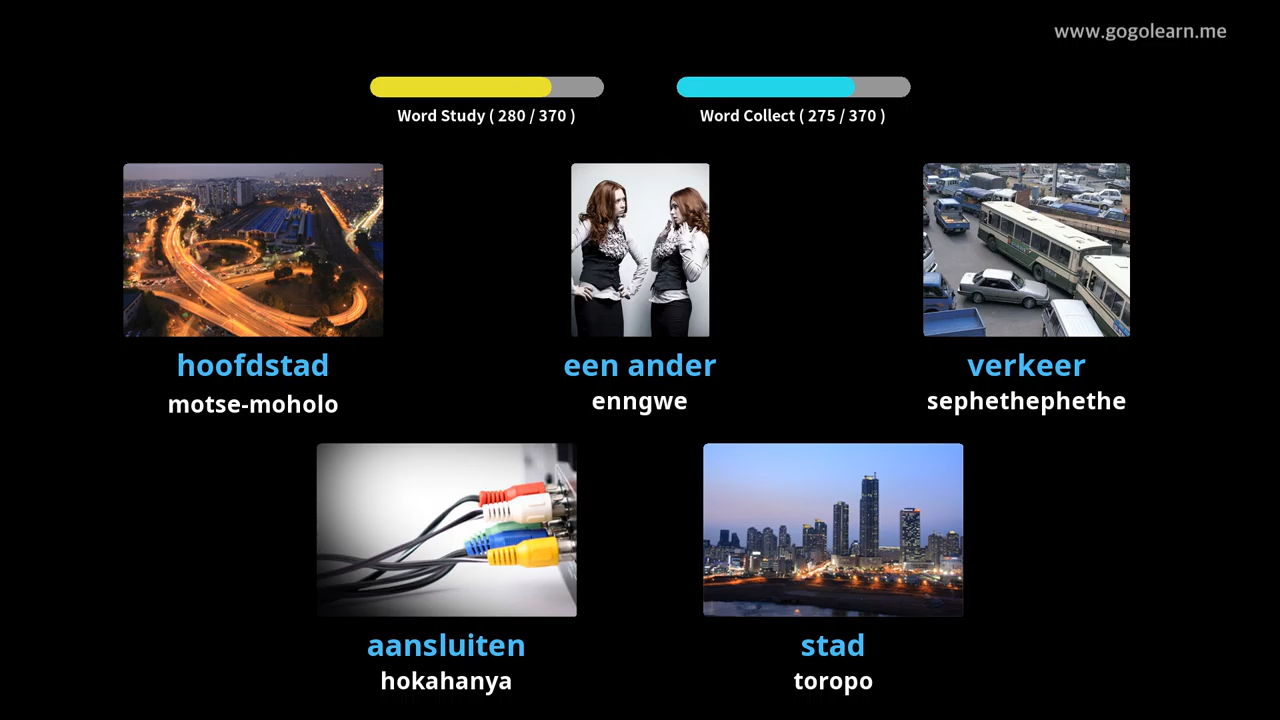 www.gogolearn.me
Word Study ( 280 / 370 )
Word Collect ( 275 / 370 )
hoofdstad
motse-moholo
een ander
enngwe
verkeer
sephethephethe
aansluiten
hokahanya
stad
toropo